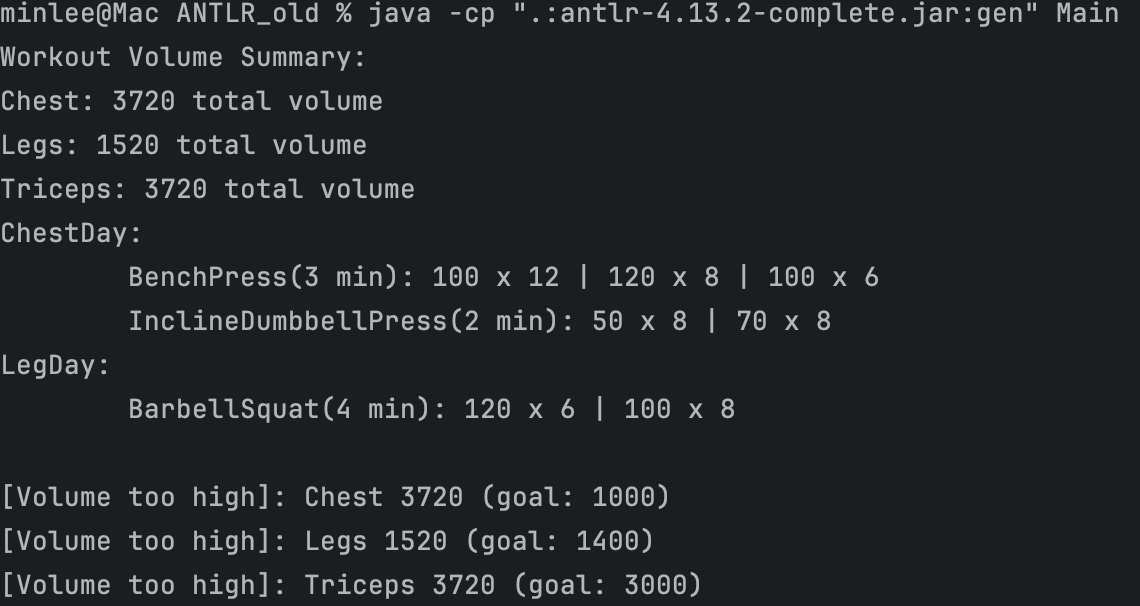 minlee@Mac ANTLR_old % java -cp ".:antlr-4.13.2-complete.jar:gen" Main
Workout Volume Summary:
Chest: 3720 total volume
Legs: 1520 total volume
Triceps: 3720 total volume
ChestDay:
        BenchPress(3 min): 100 x 12 | 120 x 8 | 100 x 6
        InclineDumbbellPress(2 min): 50 x 8 | 70 x 8
LegDay:
        BarbellSquat(4 min): 120 x 6 | 100 x 8

[Volume too high]: Chest 3720 (goal: 1000)
[Volume too high]: Legs 1520 (goal: 1400)
[Volume too high]: Triceps 3720 (goal: 3000)